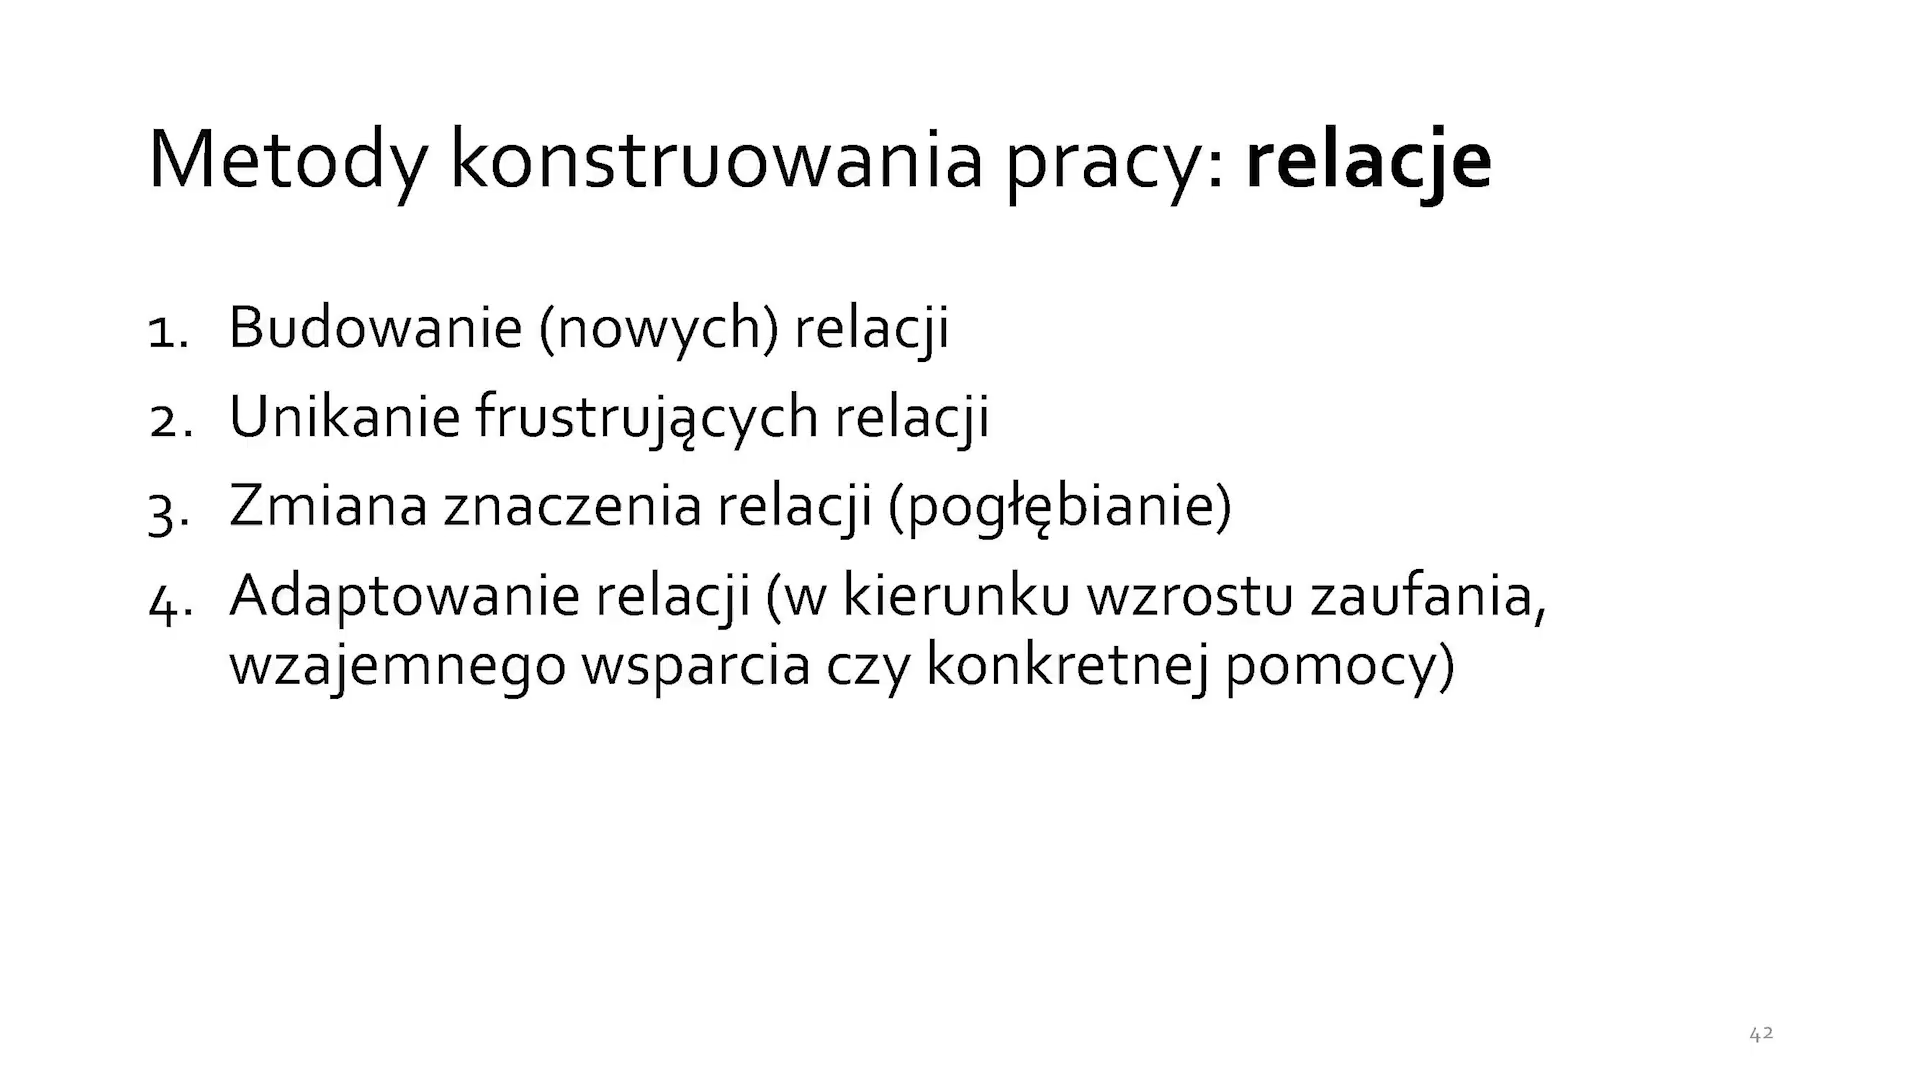 Metody konstruowania pracy: relacje
1. Budowanie (nowych) relacji
2. Unikanie frustrujących relacji
3. Zmiana znaczenia relacji (pogłębianie)
4. Adaptowanie relacji (w kierunku wzrostu zaufania,
wzajemnego wsparcia czy konkretnej pomocy)
42